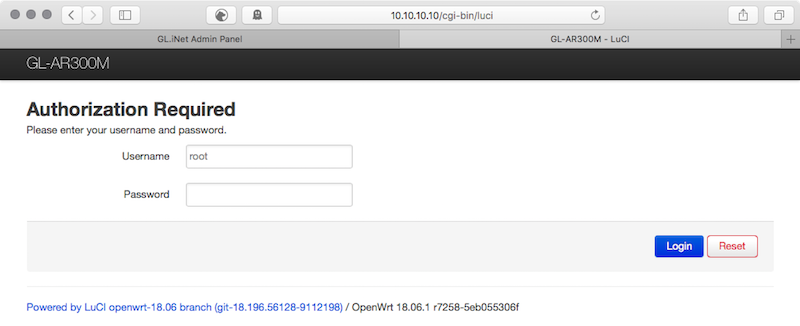 10.10.10.10/cgi-bin/luci
GL.iNet Admin Panel
GL-AR300M - LuCI
GL-AR300M
Authorization Required
Please enter your username and password.
Username root
Password
Login Reset
Powered by LuCI openwrt-18.06 branch (git-18.196.56128-9112198) / OpenWrt 18.06.1 r7258-5eb055306f